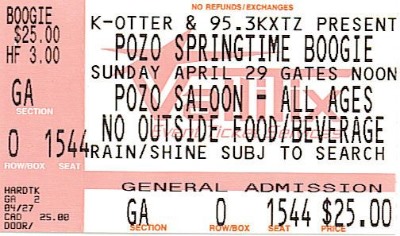 NO REFUNDS/EXCHANGES
BOOGIE
$25.00
HF 3.00
GA
SECTION
0 1544
ROW/BOX SEAT
HARDTK
GA 2
04/27
CAD 25.00
K-OTTER & 95.3KXTZ PRESENT
POZO SPRINGTIME BOOGIE
SUNDAY APRIL 29 GATES NOON
POZO SALOON - ALL AGES
NO OUTSIDE FOOD/BEVERAGE
RAIN/SHINE SUBJ TO SEARCH
GENERAL ADMISSION
GA 0 1544 $25.00
SECTION ROW/BOX SEAT PRICE